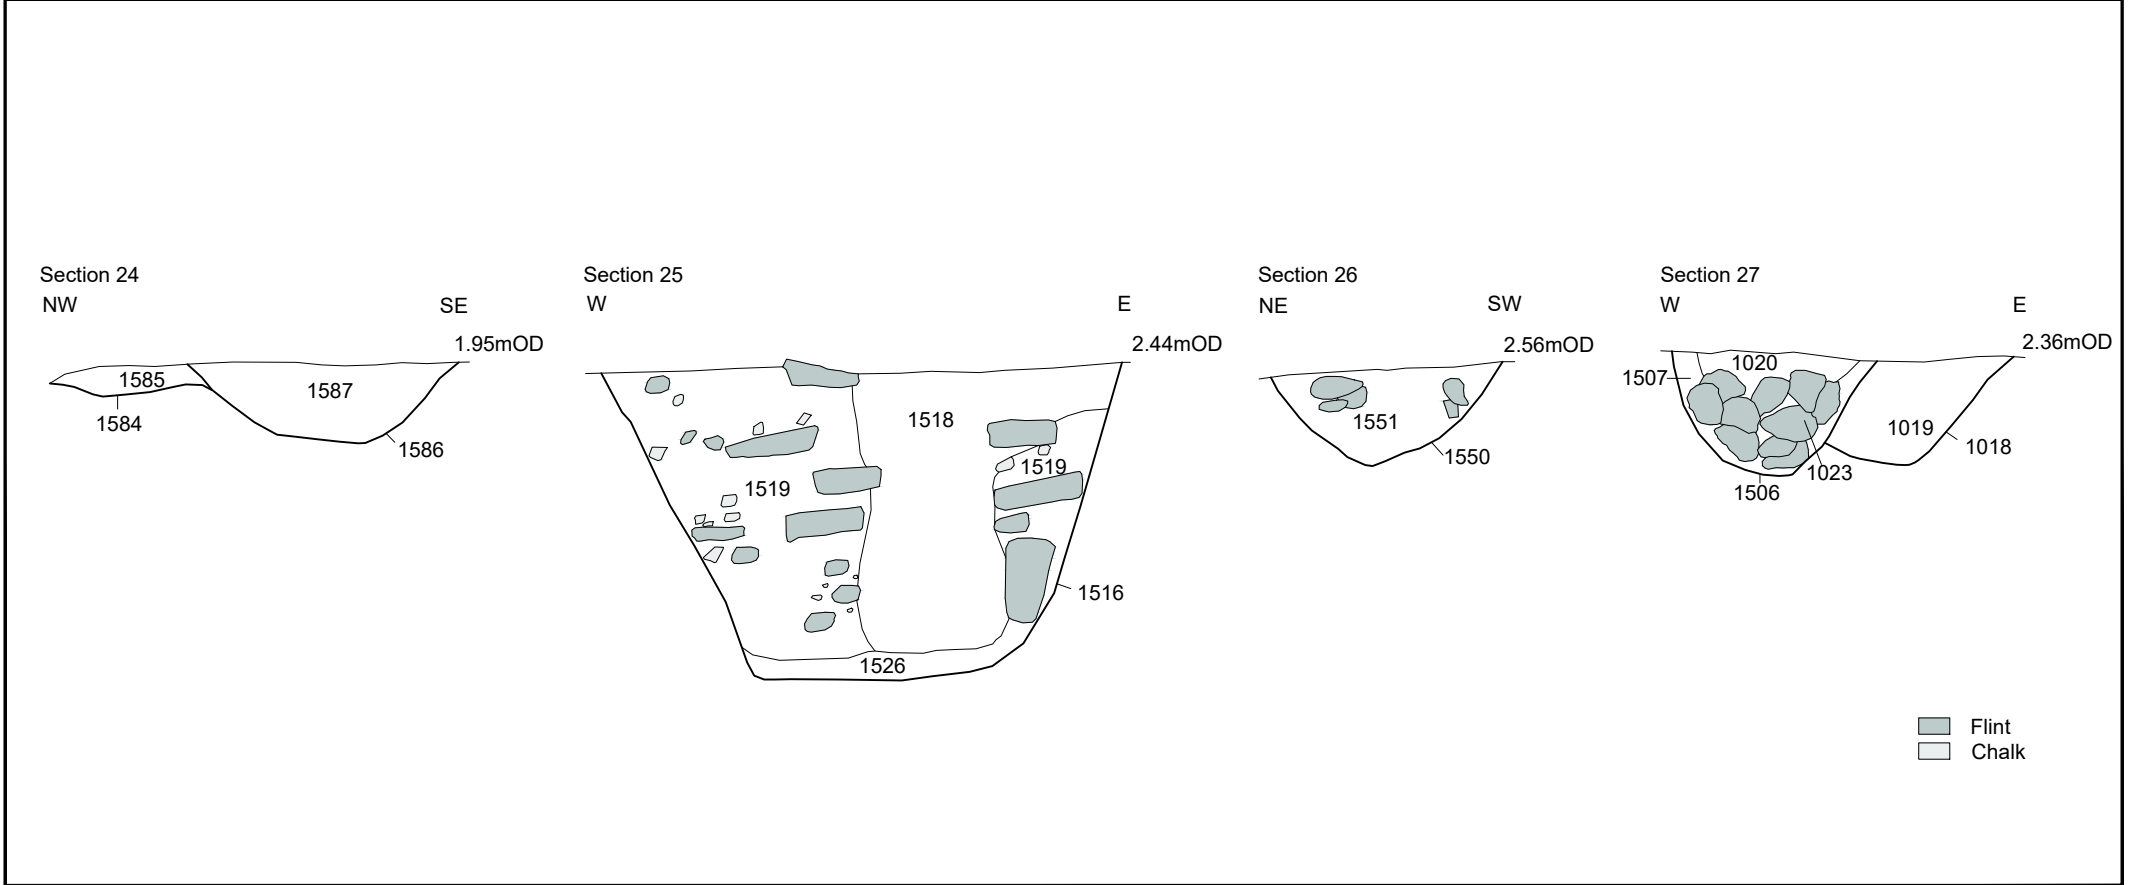 Section 24
NW
SE
1.95mOD
1585
1587
1584
1586
Section 25
W
E
2.44mOD
1518
1519
1519
1516
1526
Section 26
NE
SW
2.56mOD
1551
1550
Section 27
W
E
2.36mOD
1020
1507
1019
1018
1023
1506
Flint
Chalk